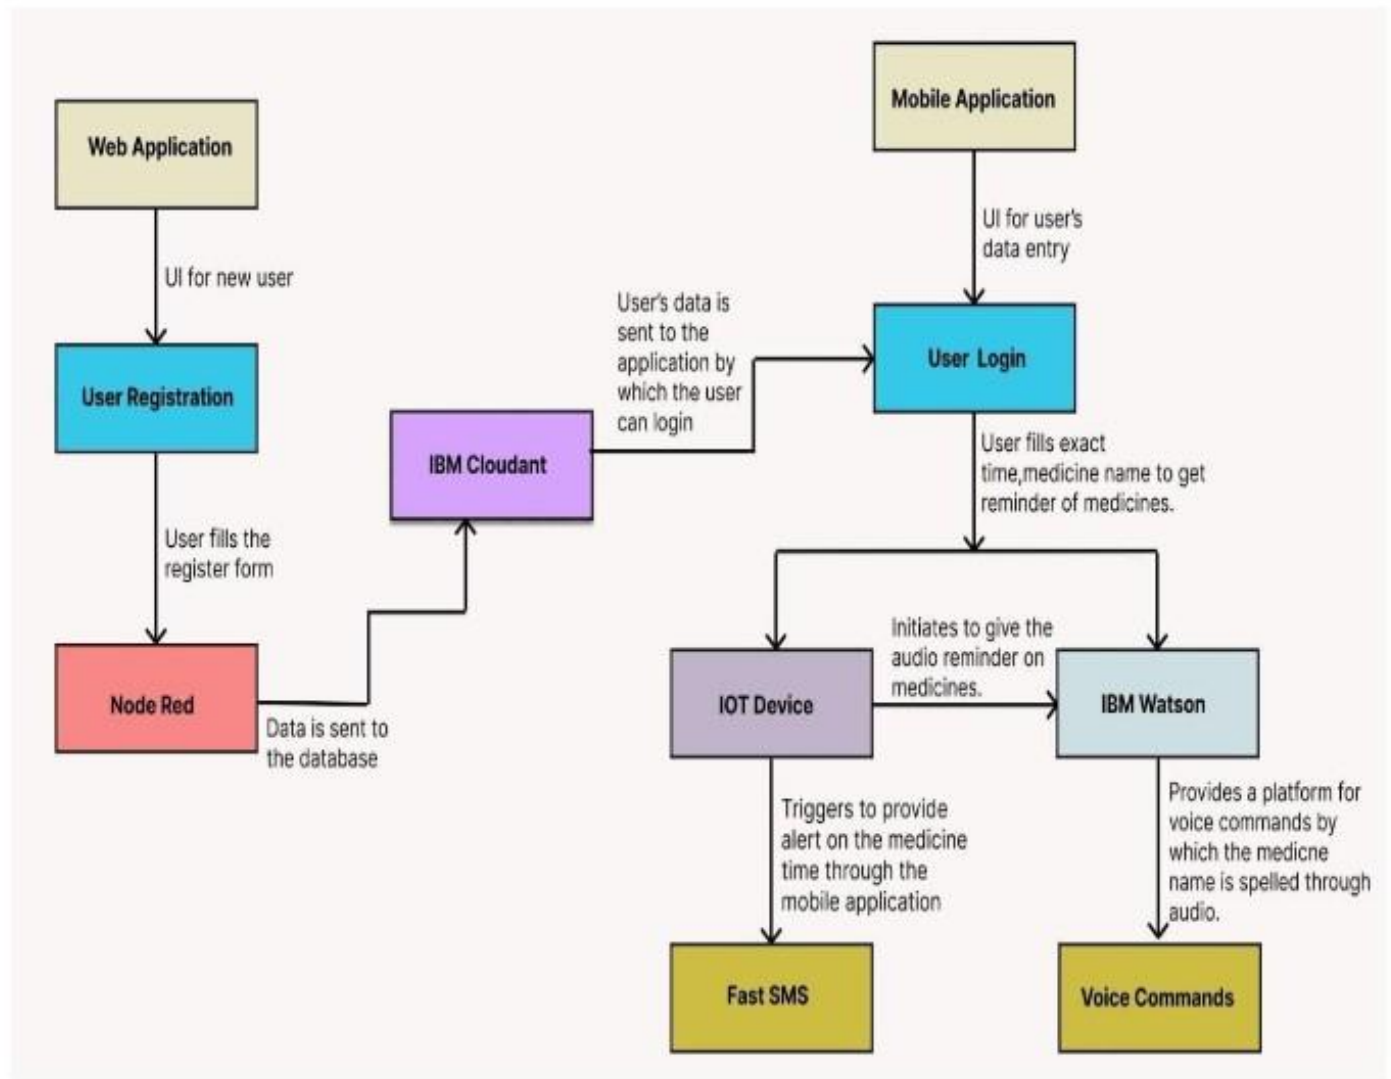 Mobile Application
Web Application
UI for user's
data entry
UI for new user
User's data is
sent to the
application by
which the user
can login
User Login
User Registration
IBM Cloudant
User fills exact
time,medicine name to get
reminder of medicines.
User fills the
register form
Initiates to give the
audio reminder on
medicines.
Node Red
IOT Device
IBM Watson
Data is sent to
the database
Triggers to provide
alert on the medicine
time through the
mobile application
Provides a platform for
voice commands by
which the medicne
name is spelled through
audio.
Fast SMS
Voice Commands